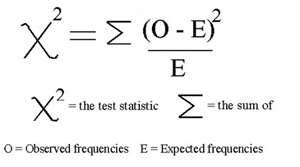 χ² = Σ (O - E)² / E
χ² = the test statistic Σ = the sum of
O = Observed frequencies E = Expected frequencies